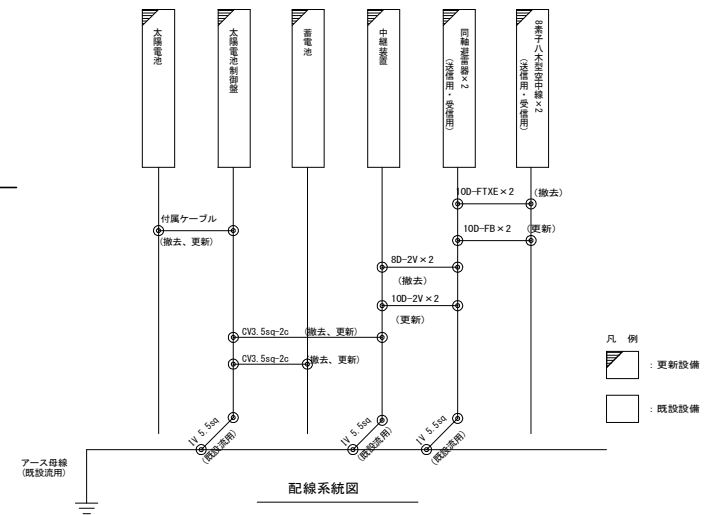 太陽電池
太陽電池制御盤
蓄電池
中継装置
同軸避雷器×2
(送信用・受信用)
8素子八木型空中線×2
(送信用・受信用)
10D-FTXE×2 (撤去)
付属ケーブル
(撤去、更新)
10D-FB×2 (更新)
8D-2V×2
(撤去)
10D-2V×2
(更新)
CV3.5sq-2c (撤去、更新)
CV3.5sq-2c (撤去、更新)
凡 例
: 更新設備
: 既設設備
IV 5.5sq
(既設流用)
IV 5.5sq
(既設流用)
IV 5.5sq
(既設流用)
アース母線
(既設流用)
配線系統図